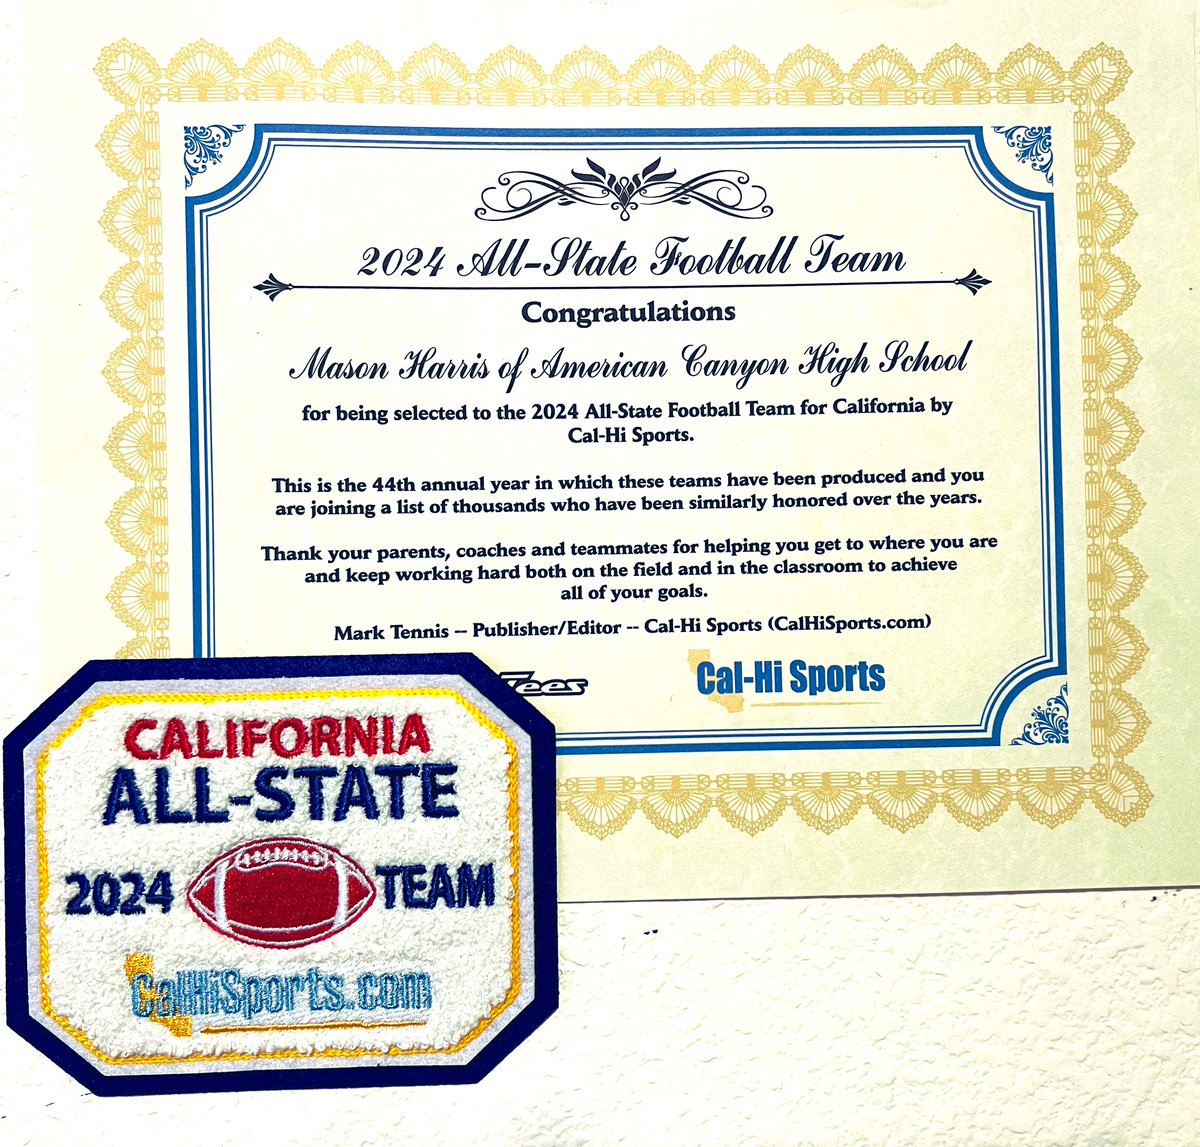 2024 All-State Football Team
Congratulations
Mason Harris of American Canyon High School
for being selected to the 2024 All-State Football Team for California by
Cal-Hi Sports.
This is the 44th annual year in which these teams have been produced and you
are joining a list of thousands who have been similarly honored over the years.
Thank your parents, coaches and teammates for helping you get to where you are
and keep working hard both on the field and in the classroom to achieve
all of your goals.
Mark Tennis -- Publisher/Editor -- Cal-Hi Sports (CalHiSports.com)
Tees
Cal-Hi Sports
CALIFORNIA
ALL-STATE
2024 TEAM
CalHiSports.com